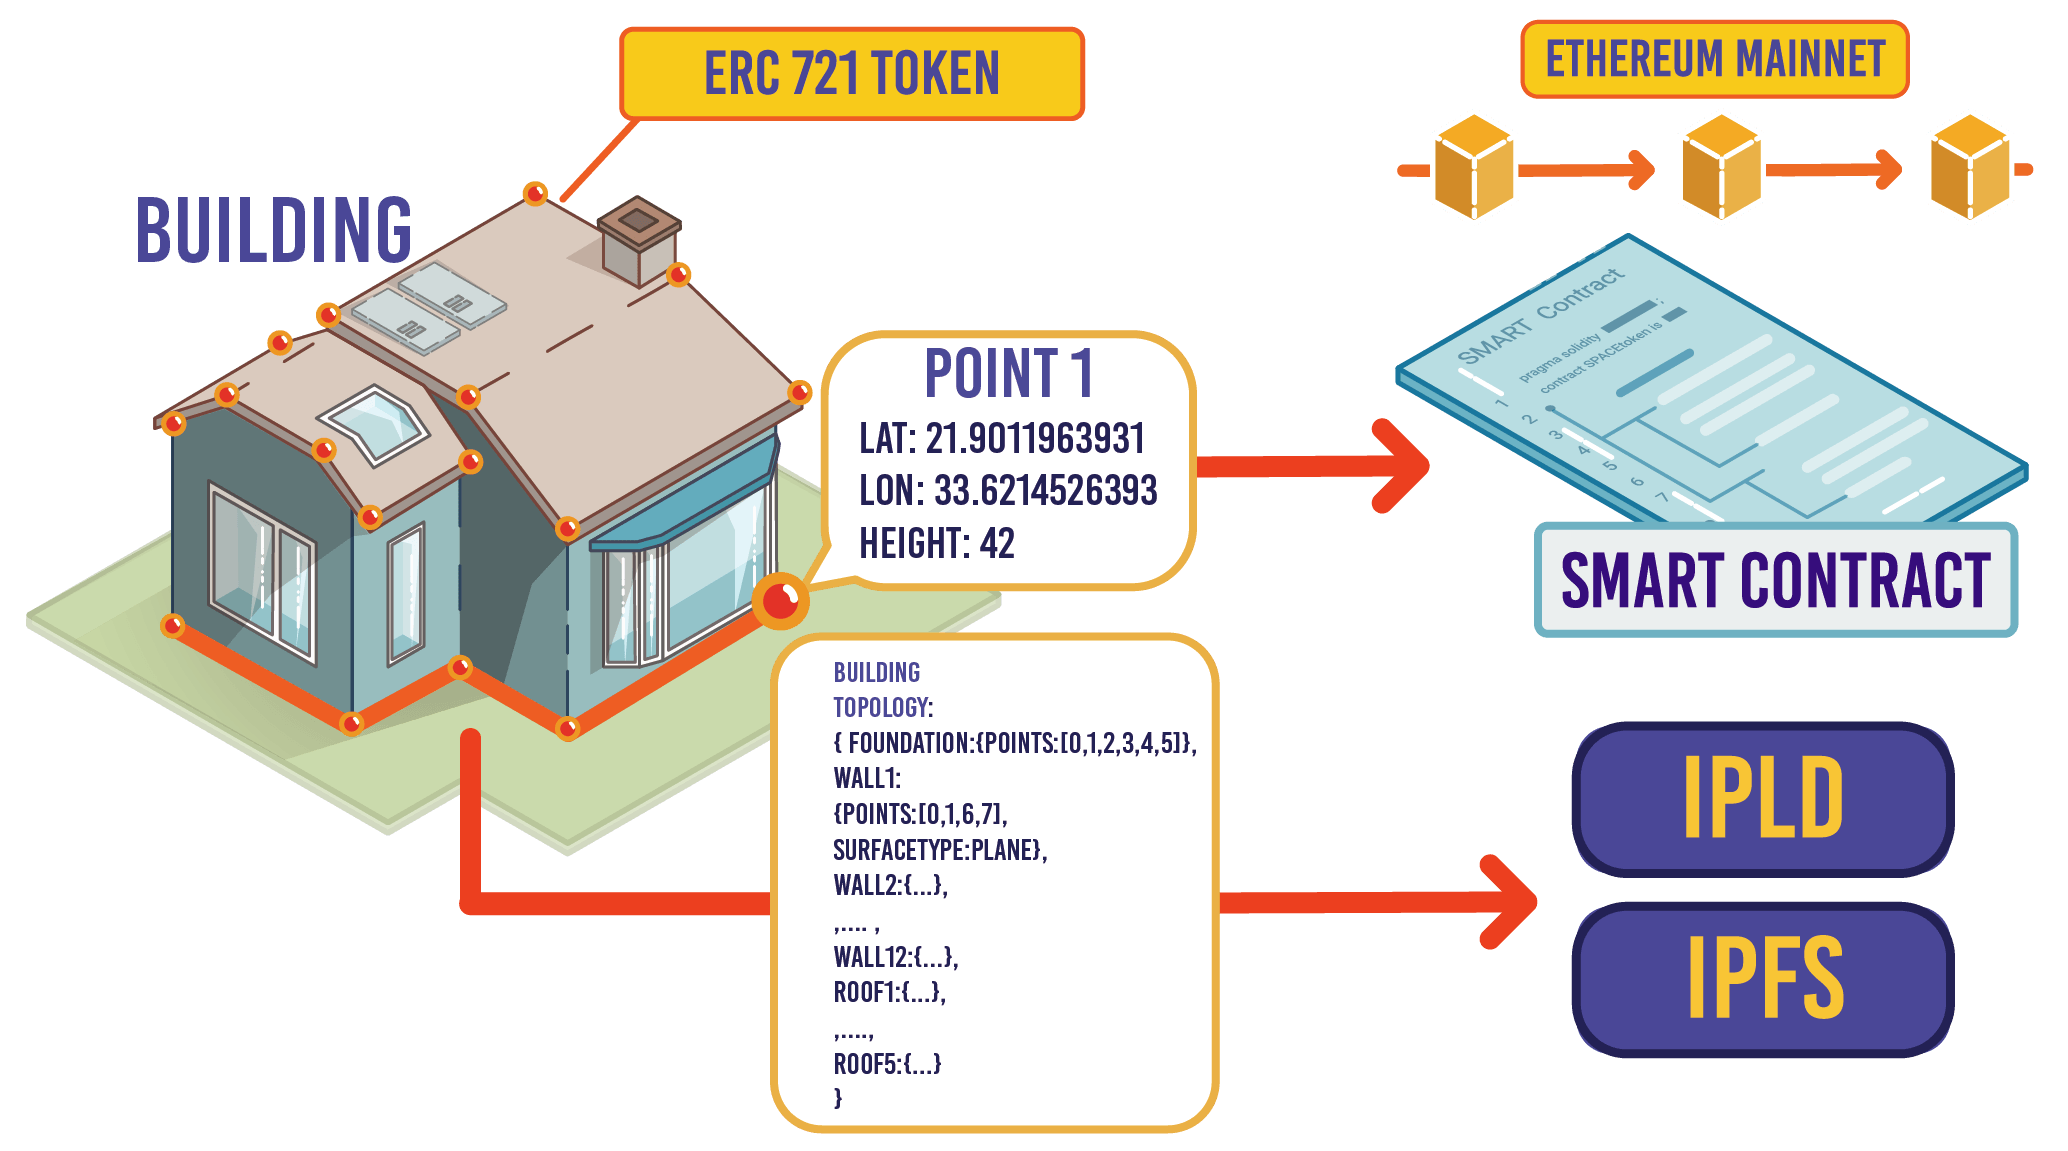 ERC 721 TOKEN
ETHEREUM MAINNET
BUILDING
SMART Contract
pragma solidity ;
contract SPACEtoken is
1
2
3
4
5
6
7
POINT 1
LAT: 21.9011963931
LON: 33.6214526393
HEIGHT: 42
SMART CONTRACT
BUILDING
TOPOLOGY:
{ FOUNDATION:{POINTS:[0,1,2,3,4,5]},
WALL1:
{POINTS:[0,1,6,7],
SURFACETYPE:PLANE},
WALL2:{...},
,.... ,
WALL12:{...},
ROOF1:{...},
,....,
ROOF5:{...}
}
IPLD
IPFS